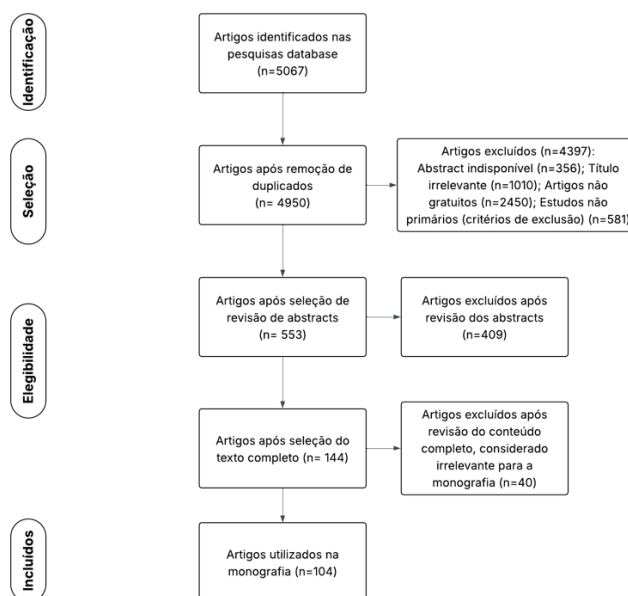 Identificação
Artigos identificados nas
pesquisas database
(n=5067)
Seleção
Artigos após remoção de
duplicados
(n= 4950)
Artigos excluídos (n=4397):
Abstract indisponível (n=356); Título
irrelevante (n=1010); Artigos não
gratuitos (n=2450); Estudos não
primários (critérios de exclusão) (n=581)
Elegibilidade
Artigos após seleção de
revisão de abstracts
(n= 553)
Artigos excluídos após
revisão dos abstracts
(n=409)
Artigos após seleção do
texto completo (n= 144)
Artigos excluídos após
revisão do conteúdo
completo, considerado
irrelevante para a
monografia (n=40)
Incluídos
Artigos utilizados na
monografia (n=104)